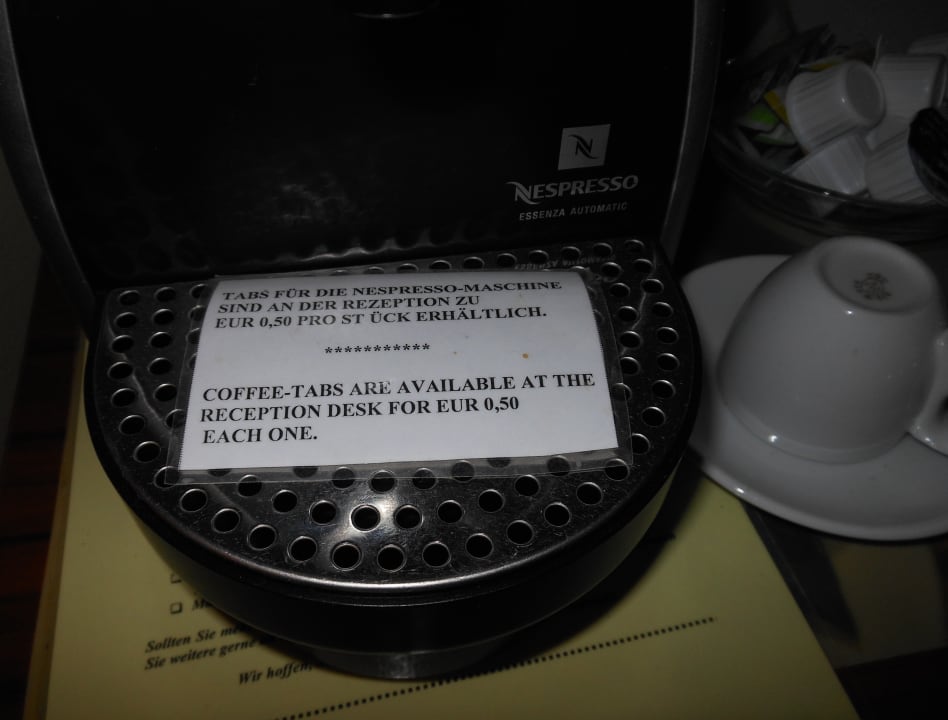 NESPRESSO
ESSENZA AUTOMATIC
TABS FÜR DIE NESPRESSO-MASCHINE
SIND AN DER REZEPTION ZU
EUR 0,50 PRO ST ÜCK ERHÄLTLICH.
***********
COFFEE-TABS ARE AVAILABLE AT THE
RECEPTION DESK FOR EUR 0,50
EACH ONE.
Sollten Sie
Sie weitere gerne
Wir hoffen,